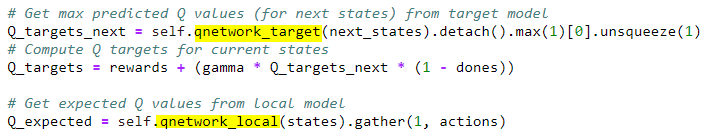 # Get max predicted Q values (for next states) from target model
Q_targets_next = self.qnetwork_target(next_states).detach().max(1)[0].unsqueeze(1)
# Compute Q targets for current states
Q_targets = rewards + (gamma * Q_targets_next * (1 - dones))
# Get expected Q values from local model
Q_expected = self.qnetwork_local(states).gather(1, actions)